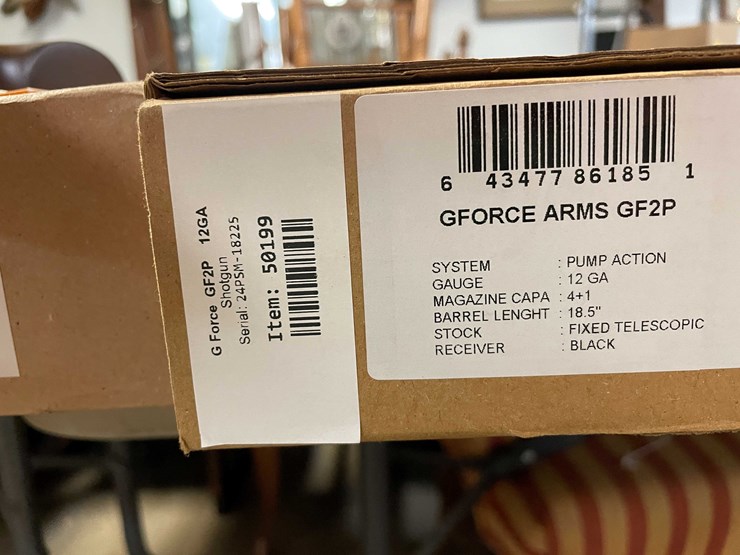 G Force GF2P 12GA
Shotgun
Serial: 24PSM-18225
Item: 50199
6 43477 86185 1
GFORCE ARMS GF2P
SYSTEM : PUMP ACTION
GAUGE : 12 GA
MAGAZINE CAPA : 4+1
BARREL LENGHT : 18.5"
STOCK : FIXED TELESCOPIC
RECEIVER : BLACK